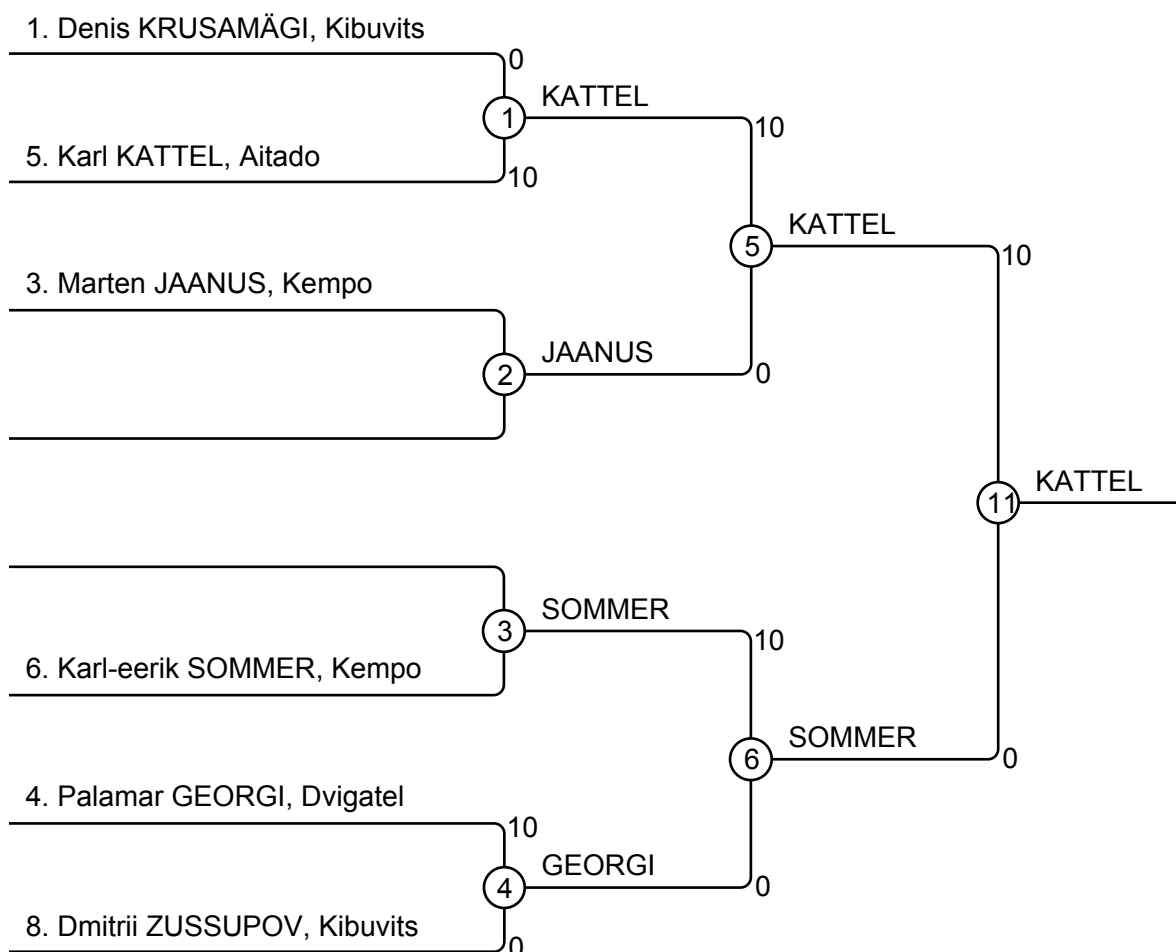 1. Denis KRUSAMÄGI, Kibuvits
0
KATTEL
1
10
5. Karl KATTEL, Aitado
10
KATTEL
5
10
3. Marten JAANUS, Kempo
JAANUS
2
0
KATTEL
11
SOMMER
3
10
6. Karl-eerik SOMMER, Kempo
SOMMER
6
0
4. Palamar GEORGI, Dvigatel
10
GEORGI
4
0
8. Dmitrii ZUSSUPOV, Kibuvits
0